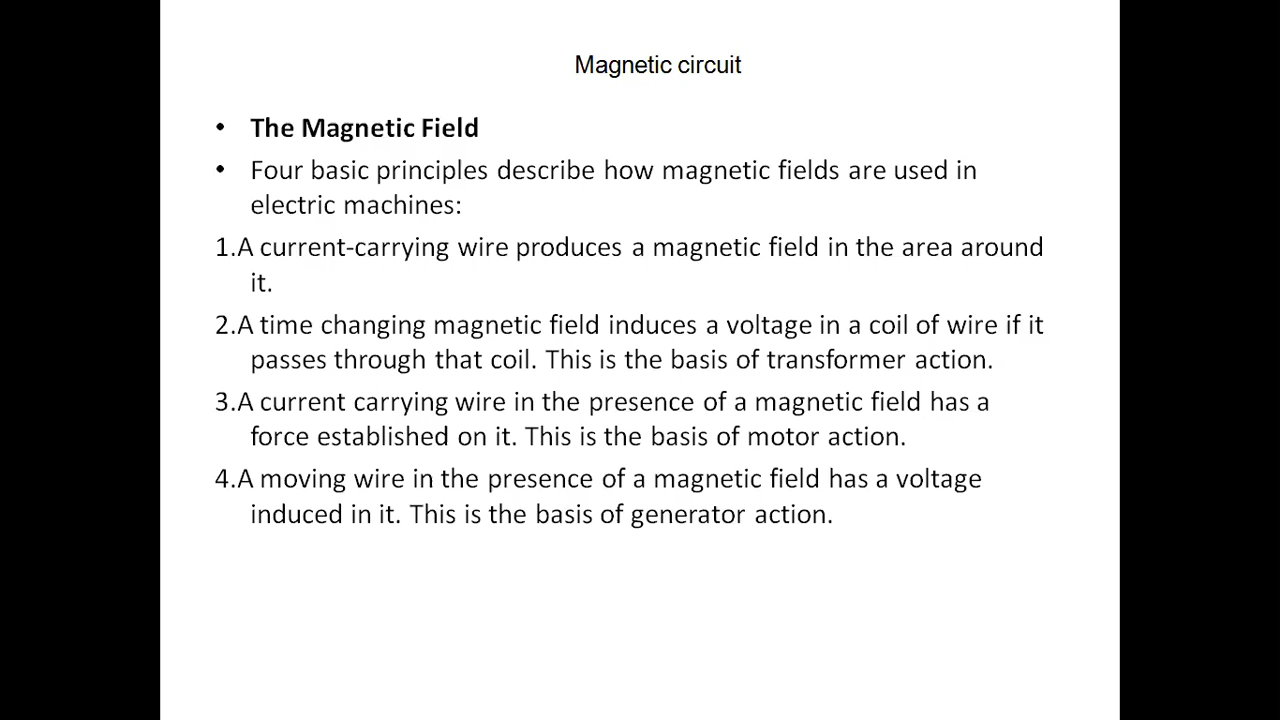 Magnetic circuit
• The Magnetic Field
• Four basic principles describe how magnetic fields are used in
electric machines:
1.A current-carrying wire produces a magnetic field in the area around
it.
2.A time changing magnetic field induces a voltage in a coil of wire if it
passes through that coil. This is the basis of transformer action.
3.A current carrying wire in the presence of a magnetic field has a
force established on it. This is the basis of motor action.
4.A moving wire in the presence of a magnetic field has a voltage
induced in it. This is the basis of generator action.